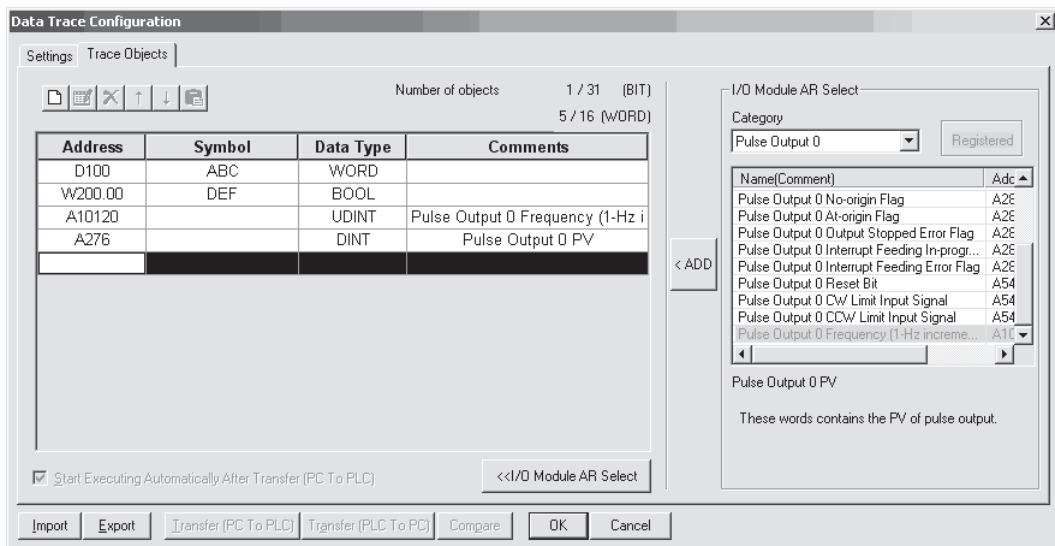 Data Trace Configuration
Settings
Trace Objects
Number of objects 1 / 31 (BIT)
5 / 16 (WORD)
Address Symbol Data Type Comments
D100 ABC WORD
W200.00 DEF BOOL
A10120 UDINT Pulse Output 0 Frequency (1-Hz i
A276 DINT Pulse Output 0 PV
Start Executing Automatically After Transfer (PC To PLC)
<<I/O Module AR Select
< ADD
I/O Module AR Select
Category
Pulse Output 0
Registered
Name(Comment) Adc
Pulse Output 0 No-origin Flag A28
Pulse Output 0 At-origin Flag A28
Pulse Output 0 Output Stopped Error Flag A28
Pulse Output 0 Interrupt Feeding In-progr... A28
Pulse Output 0 Interrupt Feeding Error Flag A28
Pulse Output 0 Reset Bit A54
Pulse Output 0 CW Limit Input Signal A54
Pulse Output 0 CCW Limit Input Signal A54
Pulse Output 0 Frequency (1-Hz increme... A10
Pulse Output 0 PV
These words contains the PV of pulse output.
Import Export Transfer (PC To PLC) Transfer (PLC To PC) Compare OK Cancel